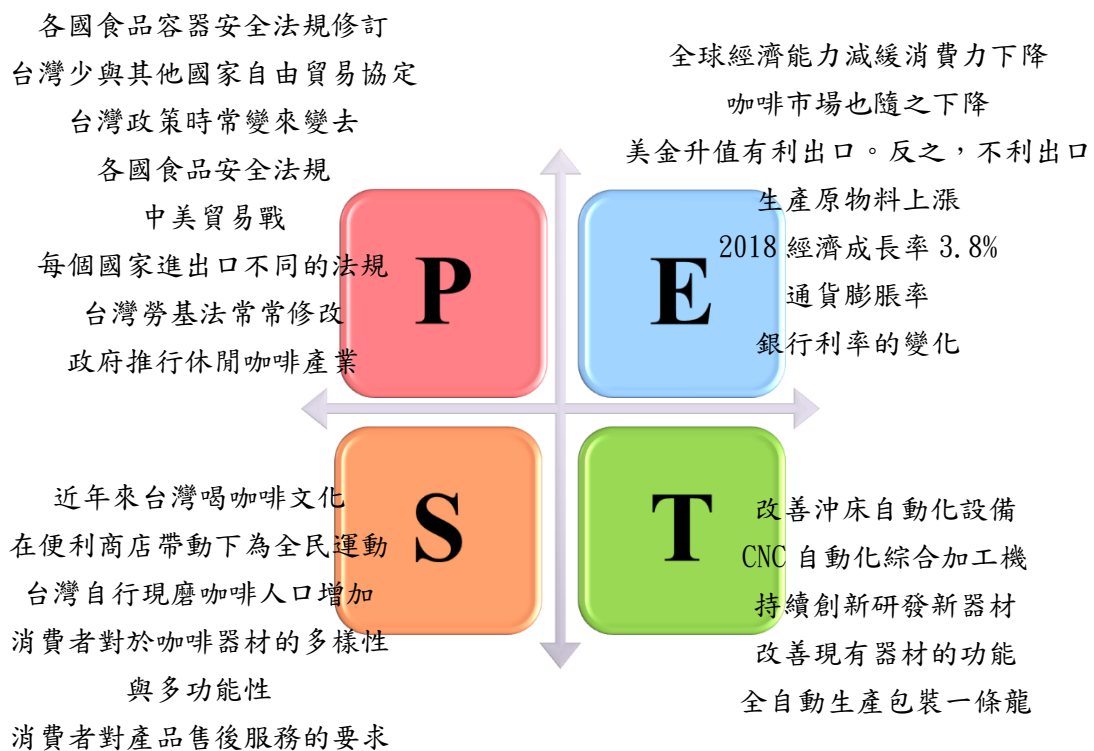 各國食品容器安全法規修訂
台灣少與其他國家自由貿易協定
台灣政策時常變來變去
各國食品安全法規
中美貿易戰
每個國家進出口不同的法規
台灣勞基法常常修改
政府推行休閒咖啡產業
P
全球經濟能力減緩消費力下降
咖啡市場也隨之下降
美金升值有利出口。反之，不利出口
生產原物料上漲
2018 經濟成長率 3.8%
通貨膨脹率
銀行利率的變化
E
近年來台灣喝咖啡文化
在便利商店帶動下為全民運動
台灣自行現磨咖啡人口增加
消費者對於咖啡器材的多樣性
與多功能性
消費者對產品售後服務的要求
S
改善沖床自動化設備
CNC 自動化綜合加工機
持續創新研發新器材
改善現有器材的功能
全自動生產包裝一條龍
T